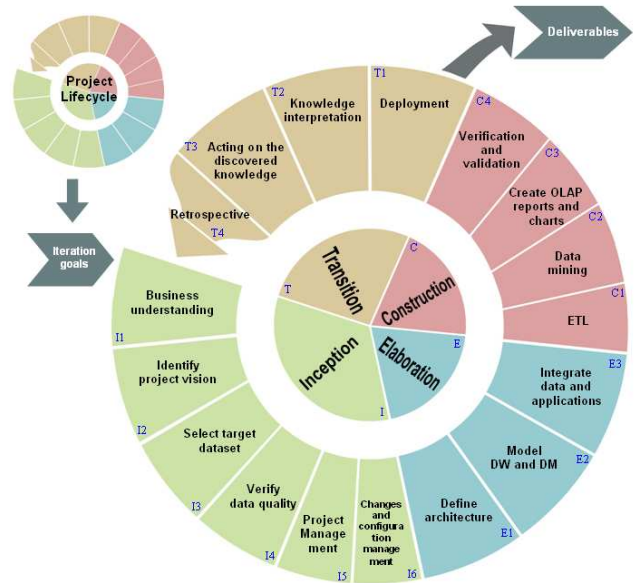 Project
Lifecycle
Deliverables
Iteration
goals
T1
Deployment
T2
Knowledge
interpretation
T3
Acting on the
discovered
knowledge
Retrospective
T4
C4
Verification
and
validation
C3
Create OLAP
reports and
charts
C2
Data
mining
C1
ETL
E3
Integrate
data and
applications
E2
Model
DW and DM
E1
Define
architecture
I6
Changes
and
configura
tion
manage
ment
I5
Project
Manage
ment
I4
Verify
data quality
I3
Select target
dataset
I2
Identify
project vision
I1
Business
understanding
T
Transition
C
Construction
E
Elaboration
I
Inception